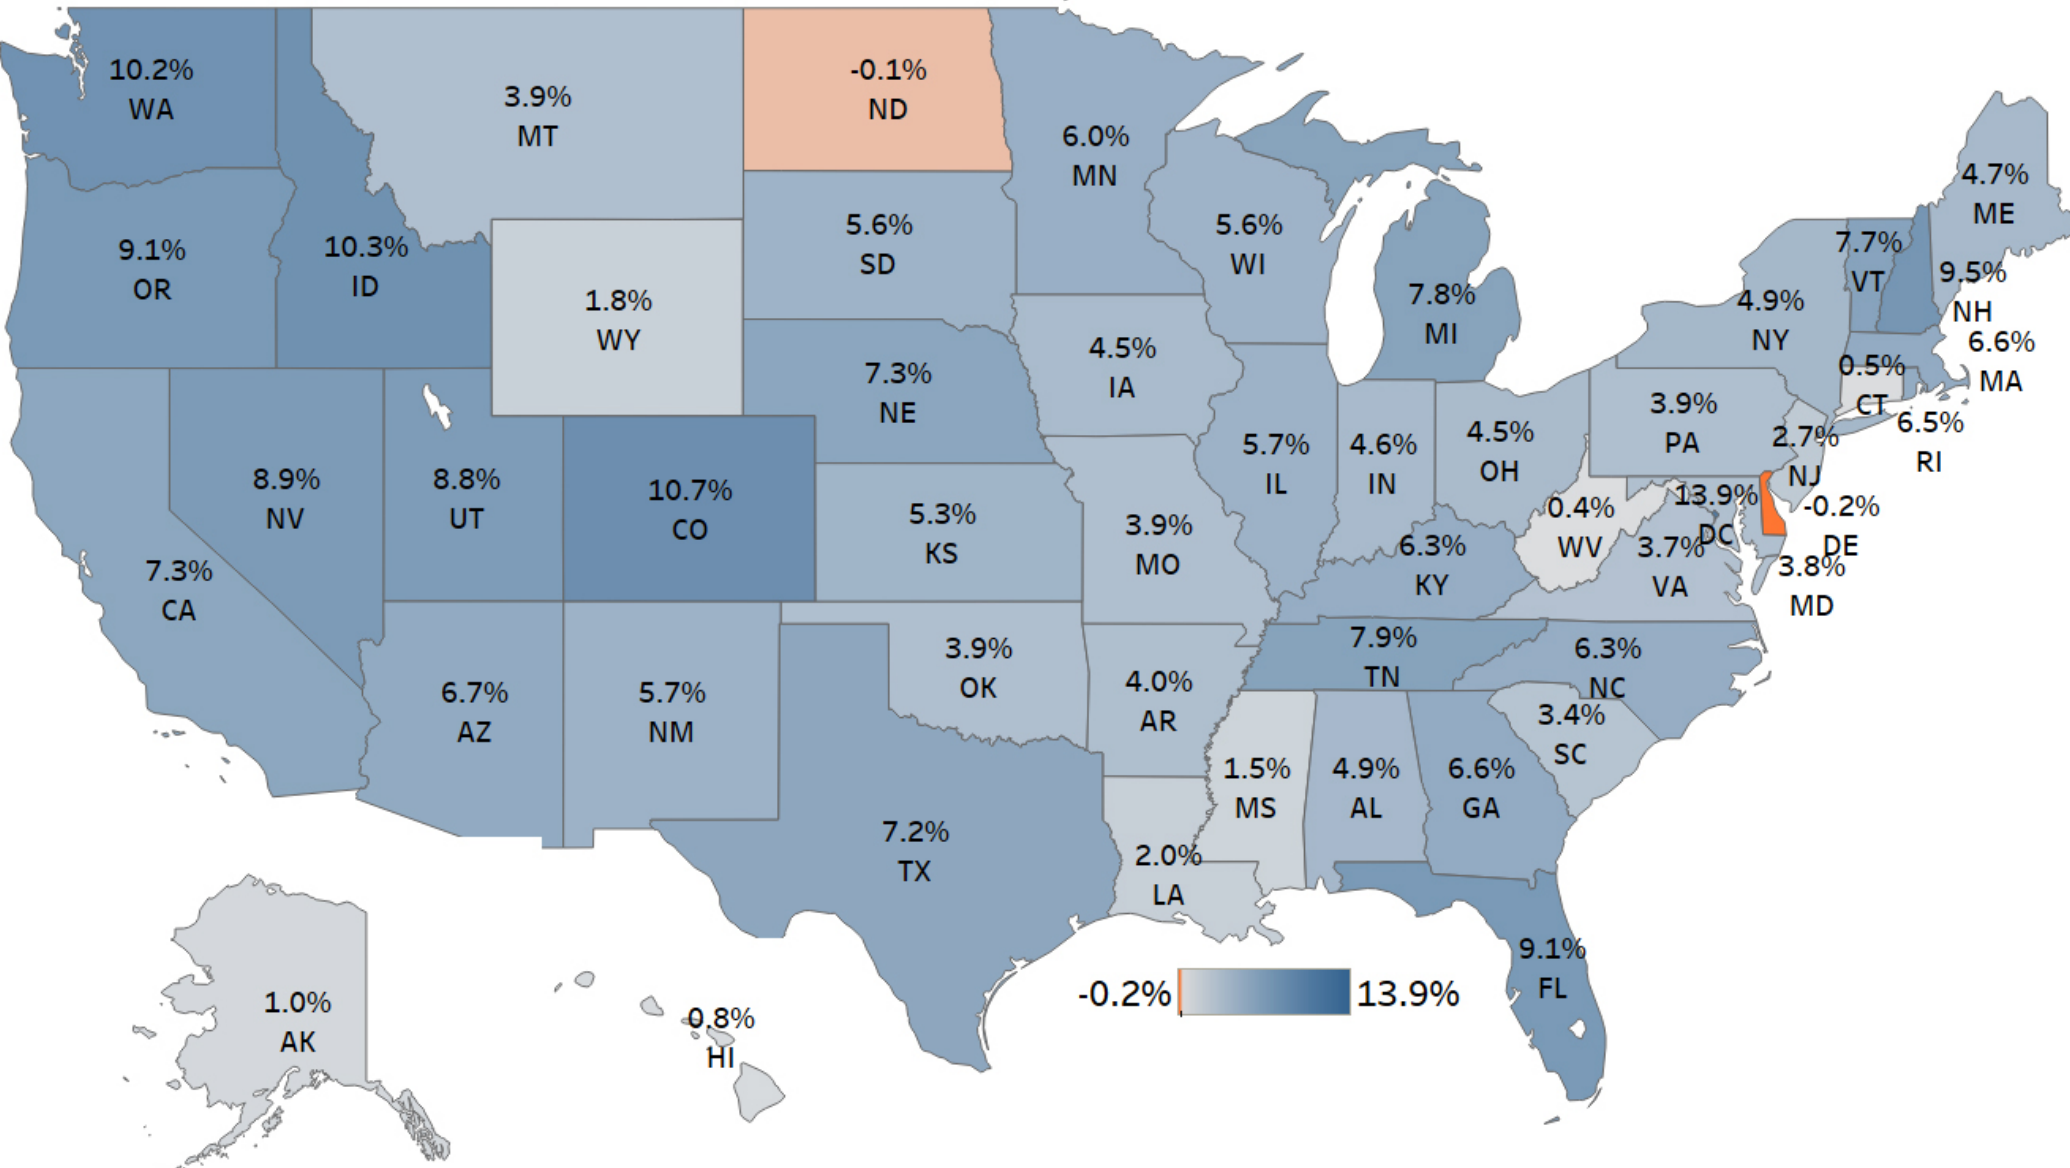 10.2%
WA
3.9%
MT
-0.1%
ND
6.0%
MN
4.7%
ME
9.1%
OR
10.3%
ID
1.8%
WY
5.6%
SD
5.6%
WI
7.8%
MI
4.9%
NY
7.7%
VT
9.5%
NH
6.6%
MA
0.5%
CT
6.5%
RI
7.3%
NE
4.5%
IA
3.9%
PA
2.7%
NJ
8.9%
NV
8.8%
UT
10.7%
CO
5.3%
KS
3.9%
MO
5.7%
IL
4.6%
IN
4.5%
OH
0.4%
WV
13.9%
DC
-0.2%
DE
3.8%
MD
3.7%
VA
6.3%
KY
7.3%
CA
6.7%
AZ
5.7%
NM
3.9%
OK
4.0%
AR
7.9%
TN
6.3%
NC
3.4%
SC
1.5%
MS
4.9%
AL
6.6%
GA
7.2%
TX
2.0%
LA
9.1%
FL
1.0%
AK
0.8%
HI
-0.2% 13.9%